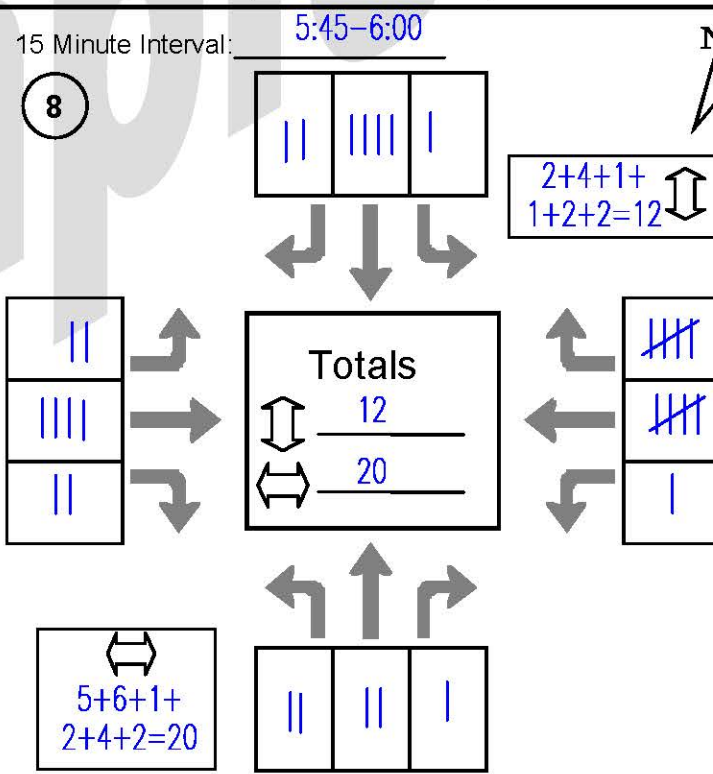 15 Minute Interval: 5:45–6:00
N
8
|| |||| |
2+4+1+
1+2+2=12
||
||||
||
Totals
12
20
|
5+6+1+
2+4+2=20
|| || |